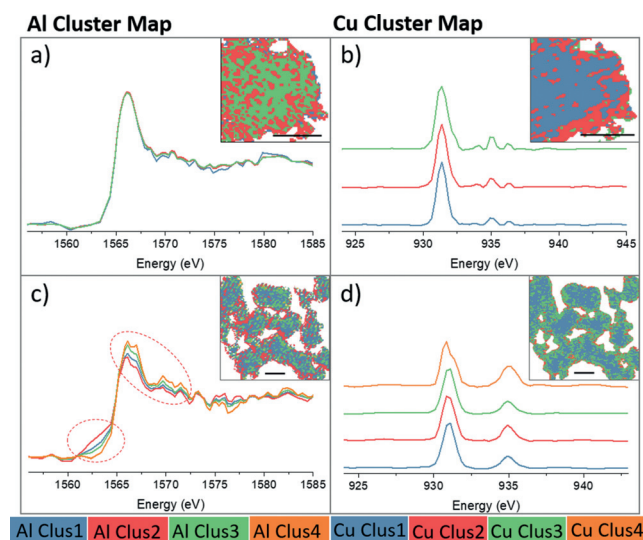 Al Cluster Map
Cu Cluster Map
a)
b)
1560 1565 1570 1575 1580 1585
Energy (eV)
925 930 935 940 945
Energy (eV)
c)
d)
1560 1565 1570 1575 1580 1585
Energy (eV)
925 930 935 940
Energy (eV)
Al Clus1 Al Clus2 Al Clus3 Al Clus4 Cu Clus1 Cu Clus2 Cu Clus3 Cu Clus4